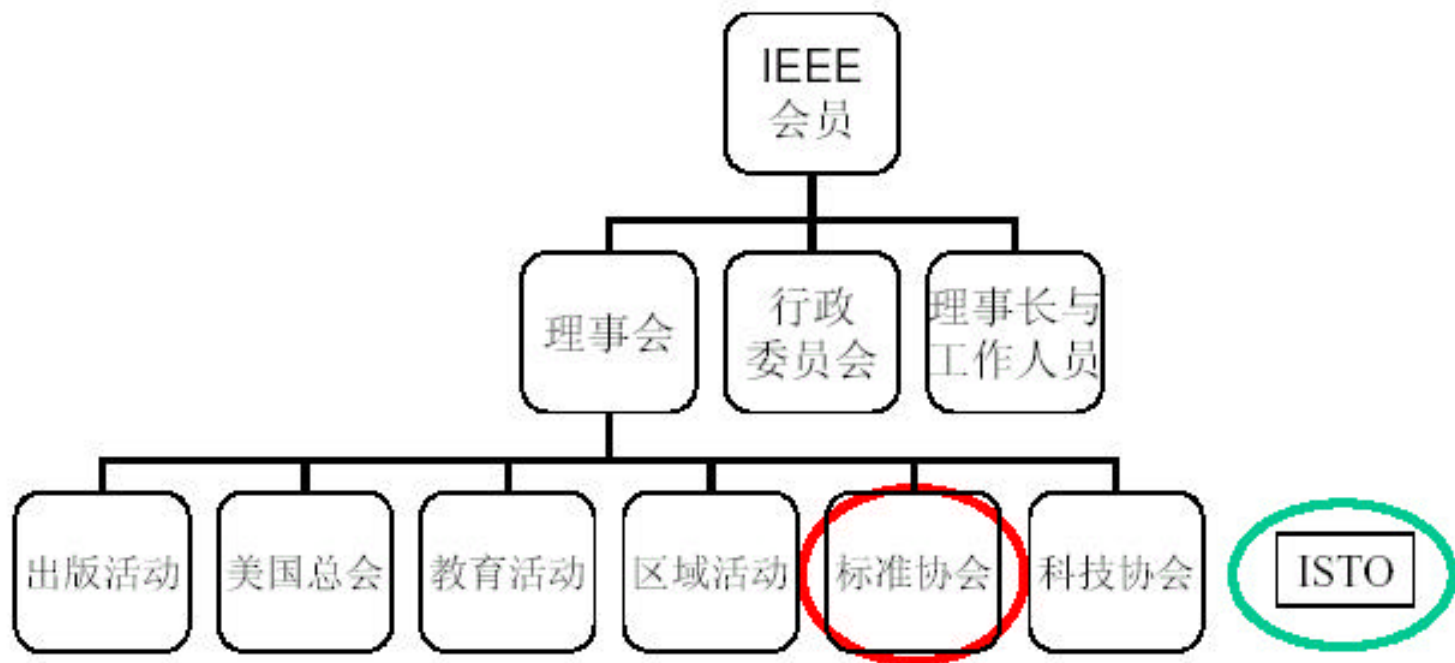 IEEE
会员
理事会
行政
委员会
理事长与
工作人员
出版活动
美国总会
教育活动
区域活动
标准协会
科技协会
ISTO